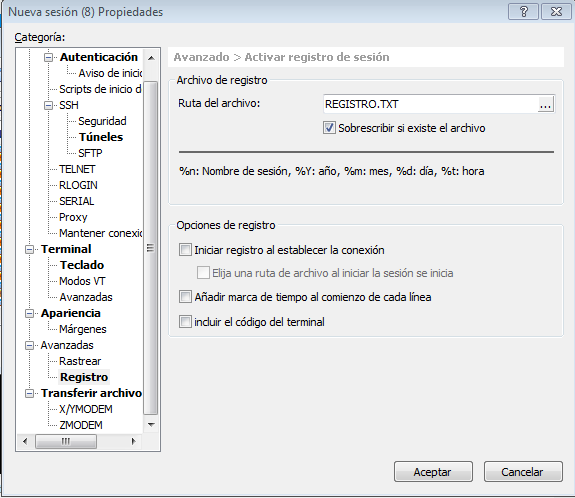 Nueva sesión (8) Propiedades
Categoría:
Autenticación
Aviso de inicio
Scripts de inicio d
SSH
Seguridad
Túneles
SFTP
TELNET
RLOGIN
SERIAL
Proxy
Mantener conexió
Terminal
Teclado
Modos VT
Avanzadas
Apariencia
Márgenes
Avanzadas
Rastrear
Registro
Transferir archivo
X/YMODEM
ZMODEM
Avanzado > Activar registro de sesión
Archivo de registro
Ruta del archivo: REGISTRO.TXT ...
Sobrescribir si existe el archivo
%n: Nombre de sesión, %Y: año, %m: mes, %d: día, %t: hora
Opciones de registro
Iniciar registro al establecer la conexión
Elija una ruta de archivo al iniciar la sesión se inicia
Añadir marca de tiempo al comienzo de cada línea
incluir el código del terminal
Aceptar Cancelar